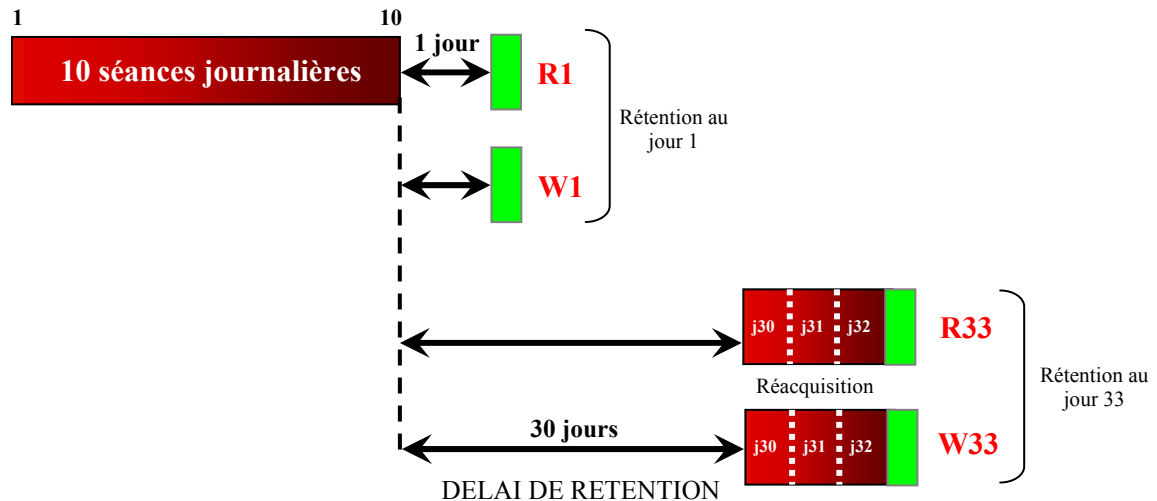 1
10
10 séances journalières
1 jour
R1
Rétention au
jour 1
W1
j30
j31
j32
R33
Réacquisition
Rétention au
jour 33
30 jours
j30
j31
j32
W33
DELAI DE RETENTION